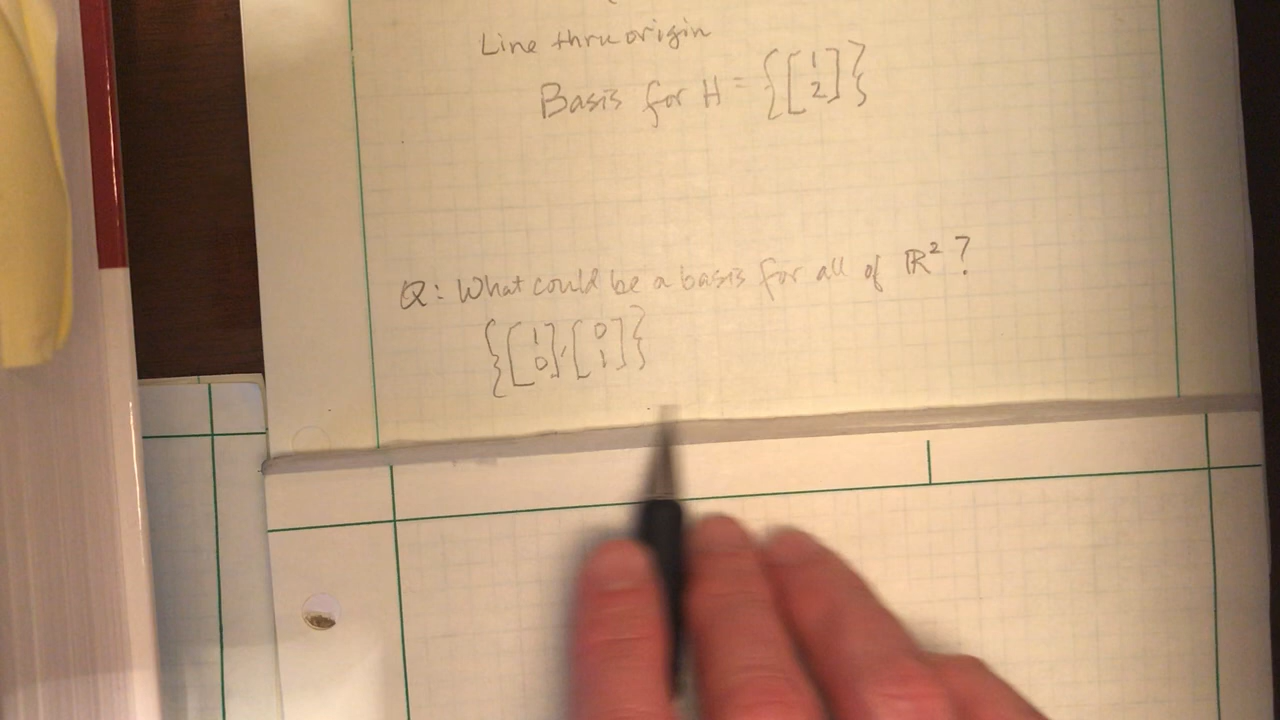 Line thru origin
Basis for H = {[1 2]}
Q: What could be a basis for all of ℝ²?
{[1 0], [0 1]}